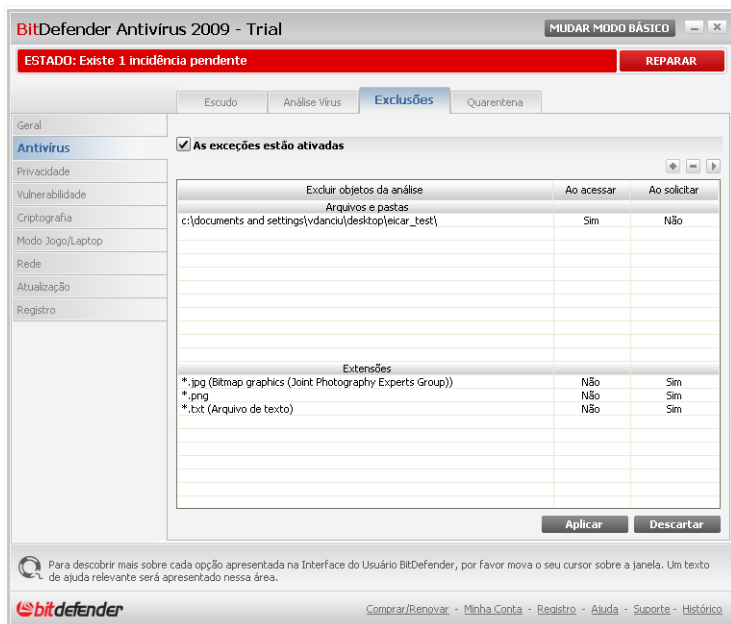 BitDefender Antivírus 2009 - Trial
MUDAR MODO BÁSICO
ESTADO: Existe 1 incidência pendente
REPARAR
Escudo
Análise Vírus
Exclusões
Quarentena
Geral
Antivírus
Privacidade
Vulnerabilidade
Criptografia
Modo Jogo/Laptop
Rede
Atualização
Registro
As exceções estão ativadas
Excluir objetos da análise Ao acessar Ao solicitar
Arquivos e pastas
c:\documents and settings\vdanciu\desktop\eicar_test\ Sim Não
Extensões
*.jpg (Bitmap graphics (Joint Photography Experts Group)) Não Sim
*.png Não Sim
*.txt (Arquivo de texto) Não Sim
Aplicar
Descartar
Para descobrir mais sobre cada opção apresentada na Interface do Usuário BitDefender, por favor mova o seu cursor sobre a janela. Um texto
de ajuda relevante será apresentado nessa área.
bitdefender
Comprar/Renovar - Minha Conta - Registro - Ajuda - Suporte - Histórico